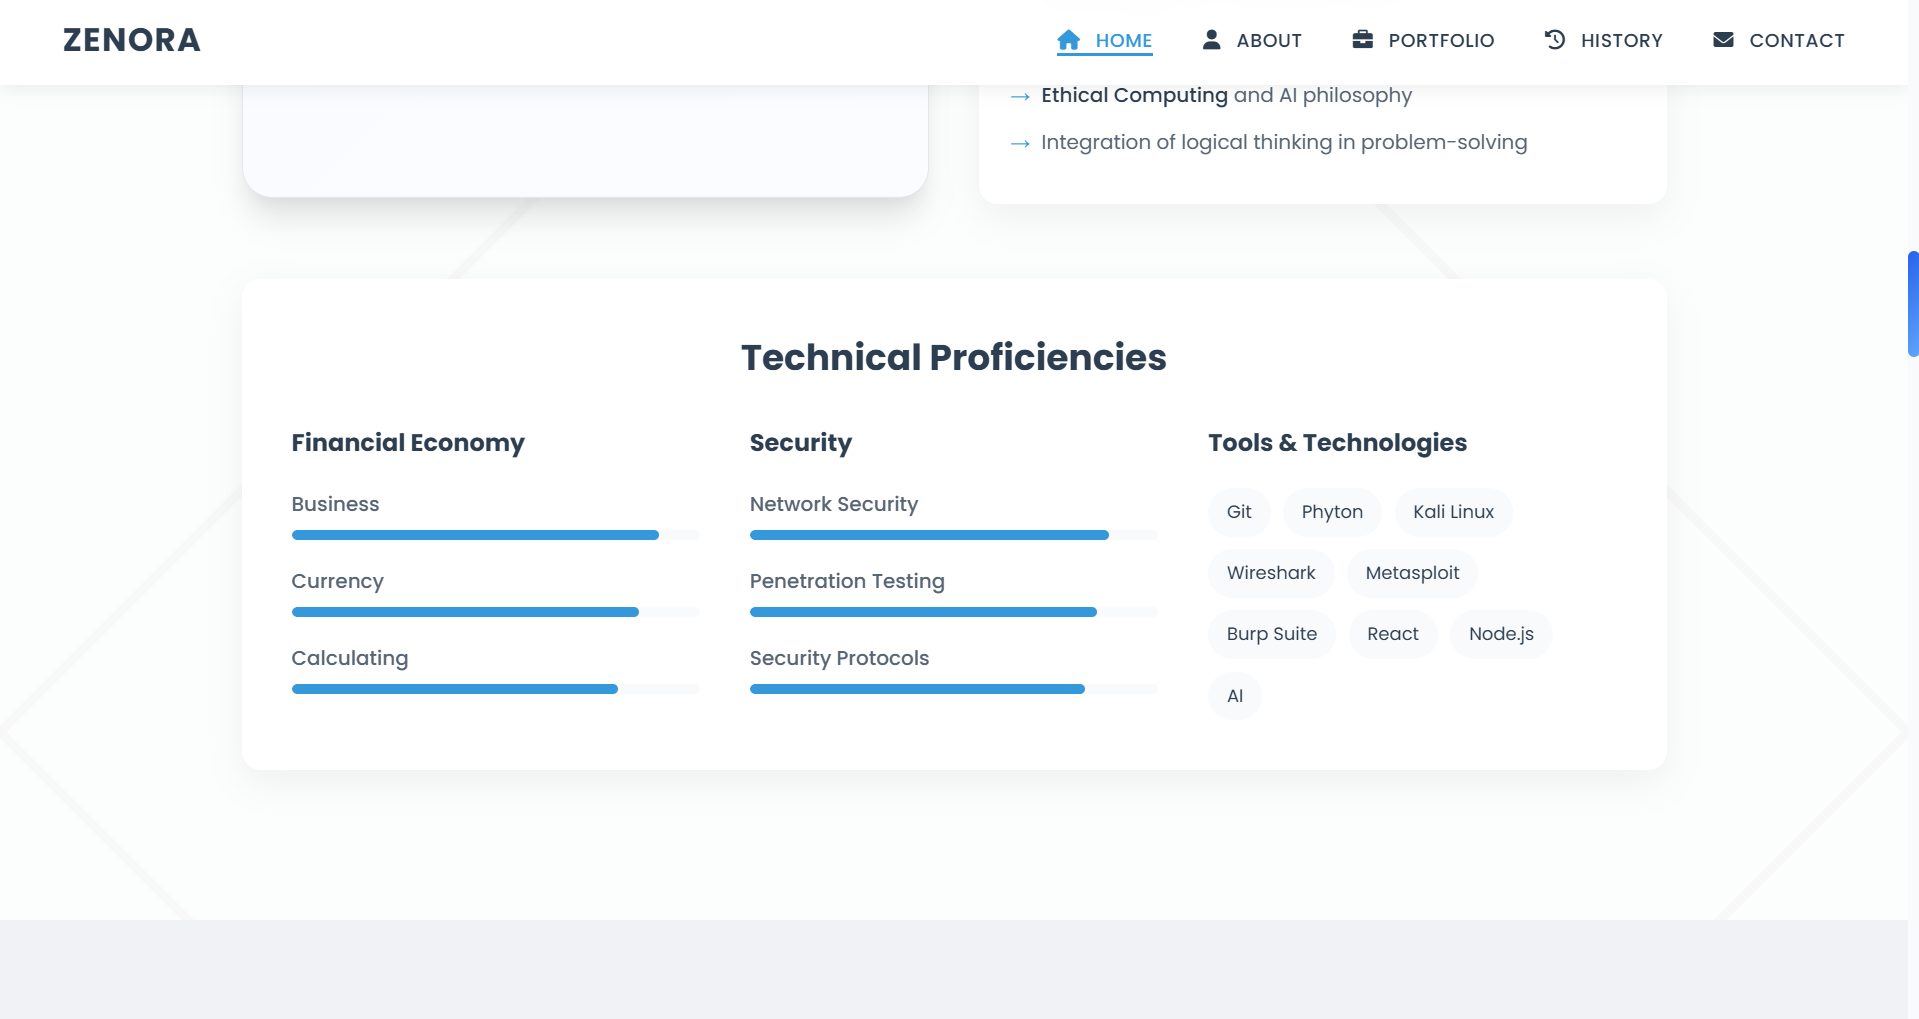 ZENORA
HOME
ABOUT
PORTFOLIO
HISTORY
CONTACT
→ Ethical Computing and AI philosophy
→ Integration of logical thinking in problem-solving
Technical Proficiencies
Financial Economy
Business
Currency
Calculating
Security
Network Security
Penetration Testing
Security Protocols
Tools & Technologies
Git
Phyton
Kali Linux
Wireshark
Metasploit
Burp Suite
React
Node.js
AI